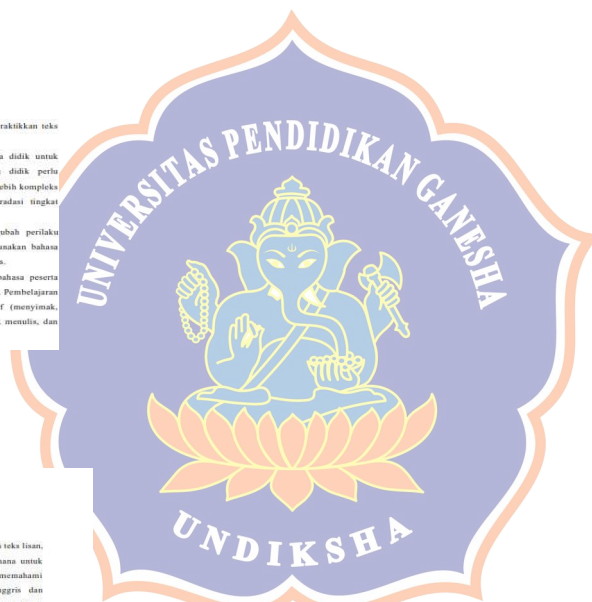 raktikkan teks
a didik untuk
didik perlu
ebih kompleks
radasi tingkat
ubah perilaku
unakan bahasa
s.
bahasa peserta
Pembelajaran
f (menyimak,
menulis, dan
UNIVERSITAS PENDIDIKAN GANESHA
UNDIKSHA
teks lisan,
nana untuk
memahami
nggris dan